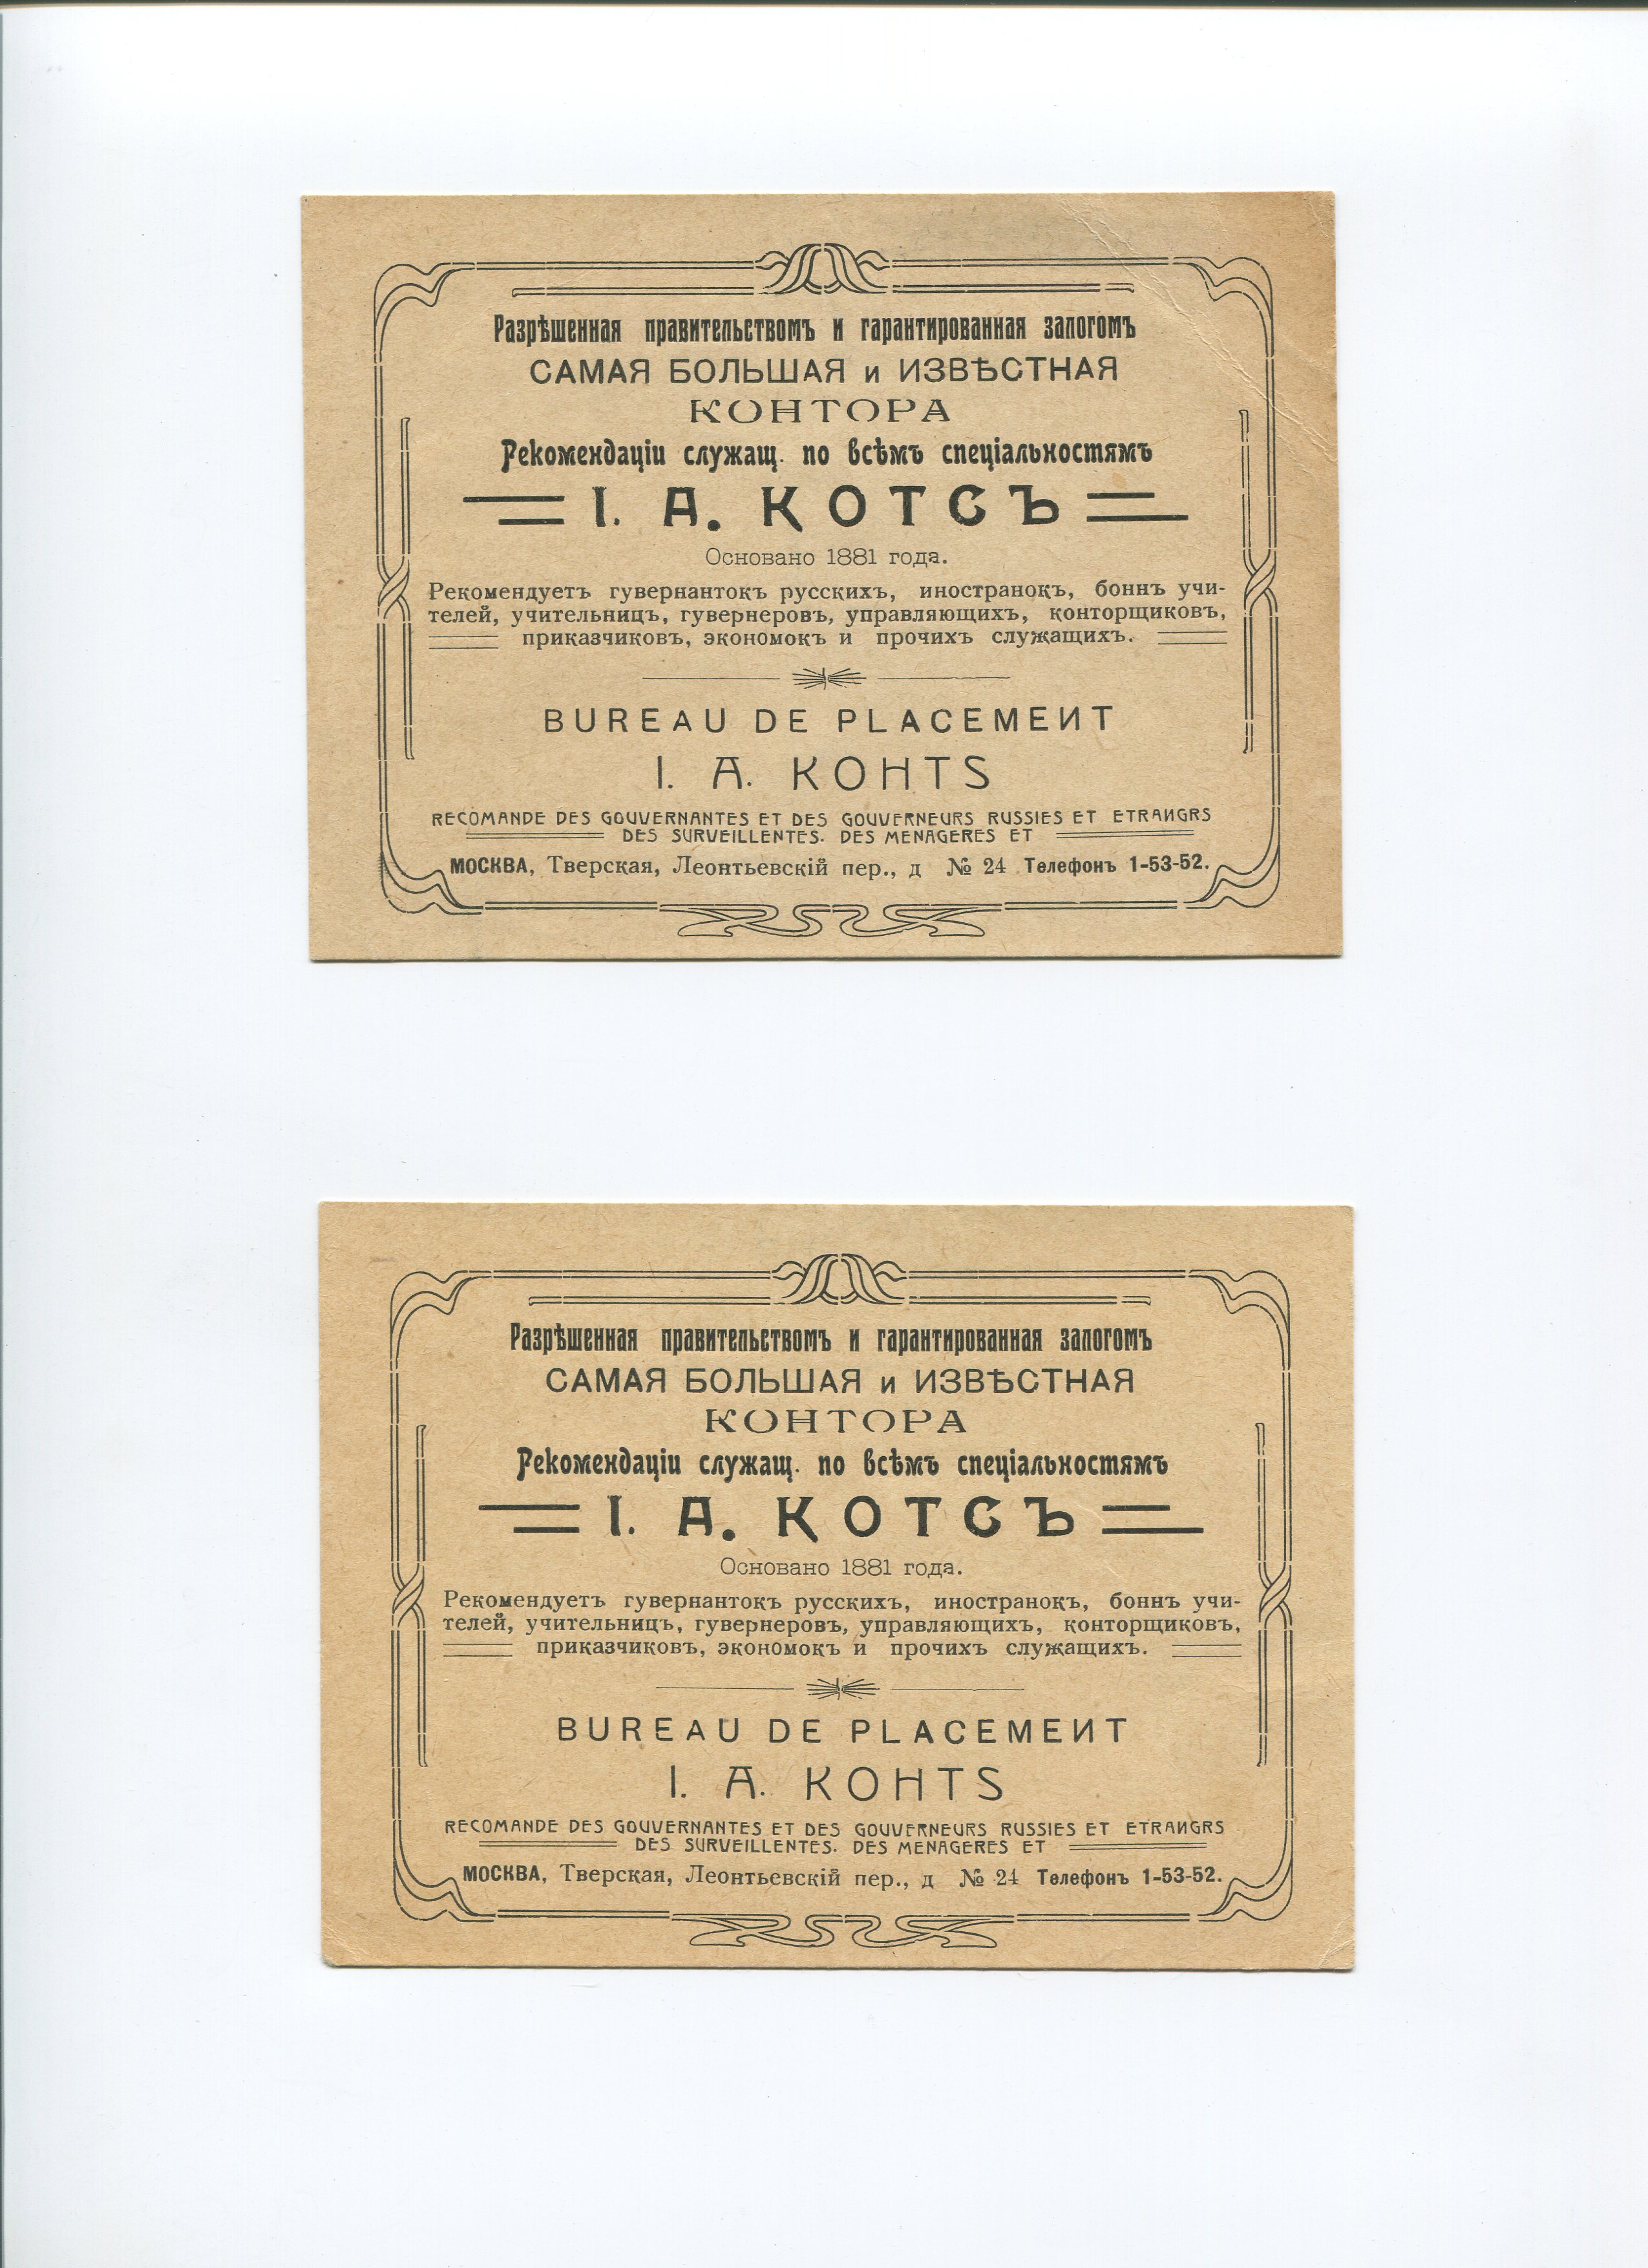 Разрѣшенная правительствомъ и гарантированная залогомъ
САМАЯ БОЛЬШАЯ и ИЗВѢСТНАЯ
КОНТОРА
Рекомендаціи служащ. по всѣмъ спеціальностямъ
І. А. КОТСЪ
Основано 1881 года.
Рекомендуетъ гувернантокъ русскихъ, иностранокъ, боннъ учи-
телей, учительницъ, гувернеровъ, управляющихъ, конторщиковъ,
приказчиковъ, экономокъ и прочихъ служащихъ.
BUREAU DE PLACEMEИT
I. A. KOHTS
RECOMANDE DES GOUVERNANTES ET DES GOUVERNEURS RUSSIES ET ETRAИGRS
DES SURVEILLENTES. DES MENAGERES ET
МОСКВА, Тверская, Леонтьевскій пер., д № 24 Телефонъ 1-53-52.
Разрѣшенная правительствомъ и гарантированная залогомъ
САМАЯ БОЛЬШАЯ и ИЗВѢСТНАЯ
КОНТОРА
Рекомендаціи служащ. по всѣмъ спеціальностямъ
І. А. КОТСЪ
Основано 1881 года.
Рекомендуетъ гувернантокъ русскихъ, иностранокъ, боннъ учи-
телей, учительницъ, гувернеровъ, управляющихъ, конторщиковъ,
приказчиковъ, экономокъ и прочихъ служащихъ.
BUREAU DE PLACEMEИT
I. A. KOHTS
RECOMANDE DES GOUVERNANTES ET DES GOUVERNEURS RUSSIES ET ETRAИGRS
DES SURVEILLENTES. DES MENAGERES ET
МОСКВА, Тверская, Леонтьевскій пер., д № 24 Телефонъ 1-53-52.